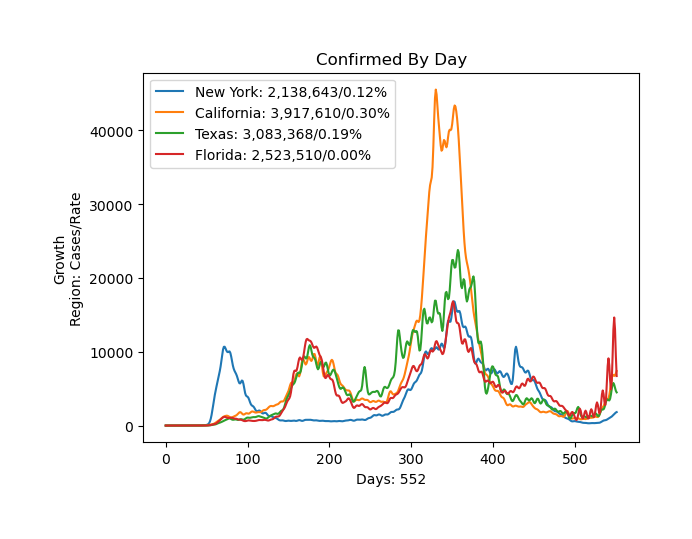 Confirmed By Day
New York: 2,138,643/0.12%
California: 3,917,610/0.30%
Texas: 3,083,368/0.19%
Florida: 2,523,510/0.00%
Growth
Region: Cases/Rate
40000
30000
20000
10000
0
0 100 200 300 400 500
Days: 552